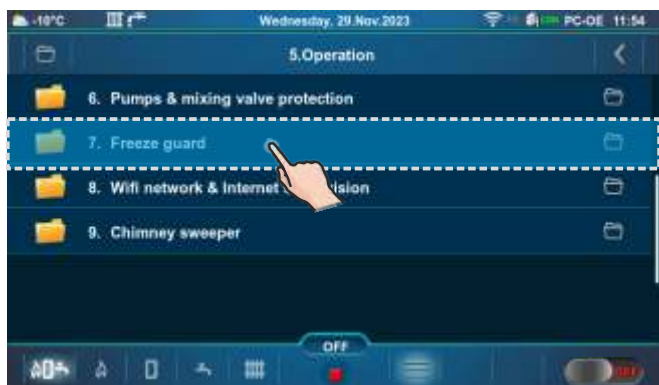 -10°C Wednesday, 29.Nov.2023 PC-OE 11:54
5.Operation
6. Pumps & mixing valve protection
7. Freeze guard
8. Wifi network & Internet
9. Chimney sweeper
OFF
OFF